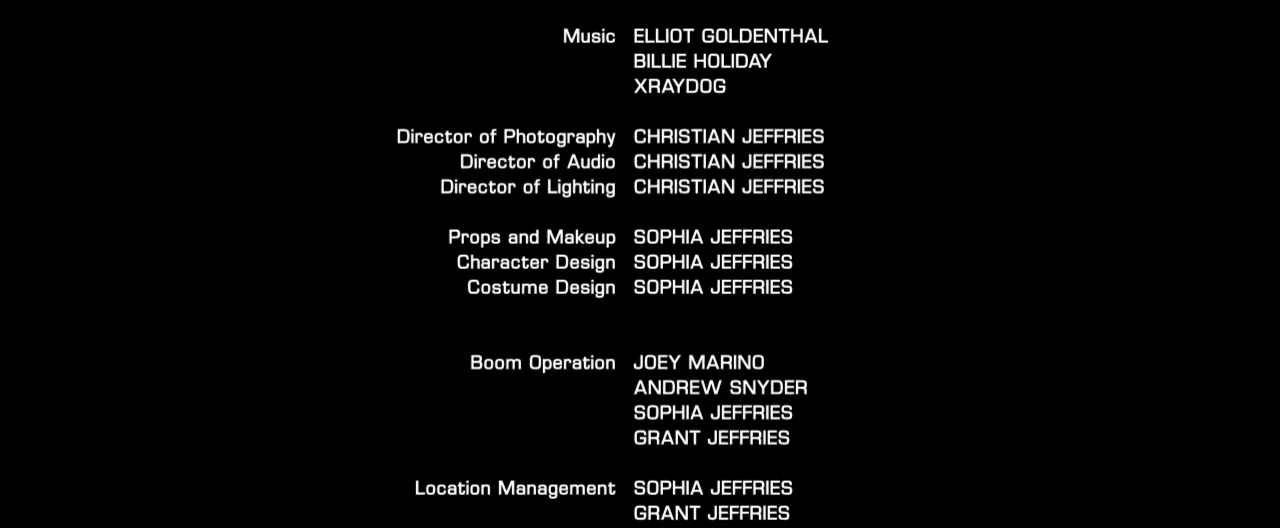 Music ELLIOT GOLDENTHAL
BILLIE HOLIDAY
XRAYDOG
Director of Photography CHRISTIAN JEFFRIES
Director of Audio CHRISTIAN JEFFRIES
Director of Lighting CHRISTIAN JEFFRIES
Props and Makeup SOPHIA JEFFRIES
Character Design SOPHIA JEFFRIES
Costume Design SOPHIA JEFFRIES
Boom Operation JOEY MARINO
ANDREW SNYDER
SOPHIA JEFFRIES
GRANT JEFFRIES
Location Management SOPHIA JEFFRIES
GRANT JEFFRIES